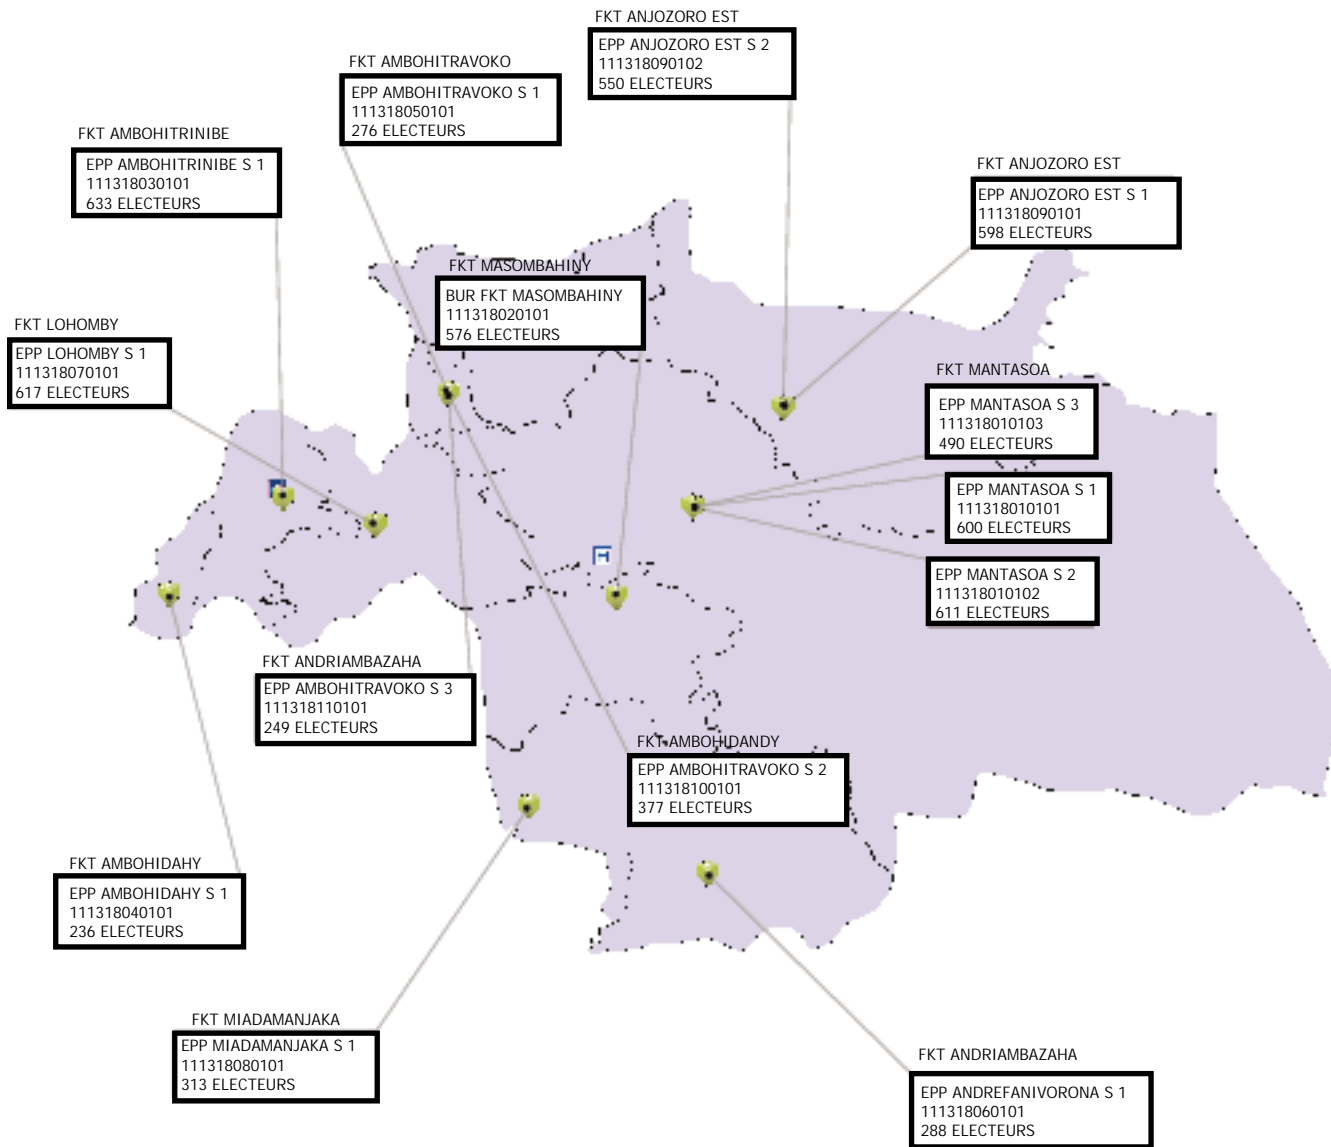 FKT ANJOZORO EST
EPP ANJOZORO EST S 2
111318090102
550 ELECTEURS
FKT AMBOHITRAVOKO
EPP AMBOHITRAVOKO S 1
111318050101
276 ELECTEURS
FKT AMBOHITRINIBE
EPP AMBOHITRINIBE S 1
111318030101
633 ELECTEURS
FKT ANJOZORO EST
EPP ANJOZORO EST S 1
111318090101
598 ELECTEURS
FKT MASOMBAHINY
BUR FKT MASOMBAHINY
111318020101
576 ELECTEURS
FKT LOHOMBY
EPP LOHOMBY S 1
111318070101
617 ELECTEURS
FKT MANTASOA
EPP MANTASOA S 3
111318010103
490 ELECTEURS
EPP MANTASOA S 1
111318010101
600 ELECTEURS
EPP MANTASOA S 2
111318010102
611 ELECTEURS
FKT ANDRIAMBAZAHA
EPP AMBOHITRAVOKO S 3
111318110101
249 ELECTEURS
FKT AMBOHIDANDY
EPP AMBOHITRAVOKO S 2
111318100101
377 ELECTEURS
FKT AMBOHIDAHY
EPP AMBOHIDAHY S 1
111318040101
236 ELECTEURS
FKT MIADAMANJAKA
EPP MIADAMANJAKA S 1
111318080101
313 ELECTEURS
FKT ANDRIAMBAZAHA
EPP ANDREFANIVORONA S 1
111318060101
288 ELECTEURS